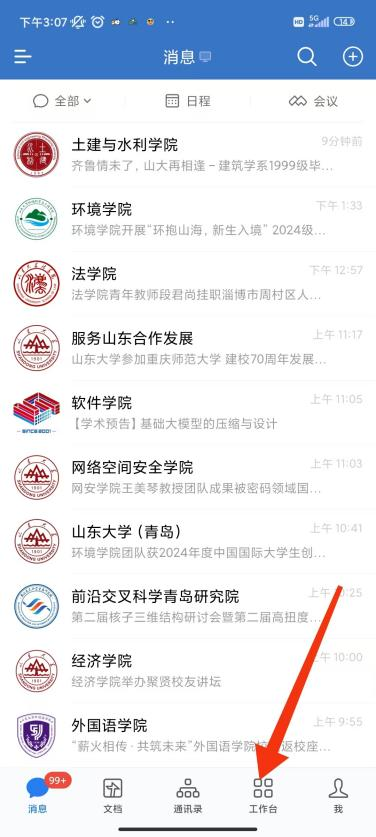 下午3:07
HD 5G 14
消息
全部 日程 会议
土建与水利学院 9分钟前
齐鲁情未了，山大再相逢 – 建筑学系1999级毕...
环境学院 下午 1:33
环境学院开展“环抱山海，新生入境” 2024级...
法学院 下午 12:57
法学院青年教师段君尚挂职淄博市周村区人...
服务山东合作发展 上午 11:17
山东大学参加重庆师范大学 建校70周年发展...
软件学院 上午 11:05
【学术预告】基础大模型的压缩与设计
SINCE 2001
网络空间安全学院 上午 11:03
网安学院王美琴教授团队成果被密码领域国...
山东大学（青岛） 上午 10:41
环境学院团队获2024年度中国国际大学生创...
前沿交叉科学青岛研究院 上午 :25
第二届核子三维结构研讨会暨第二届高扭度...
经济学院 上午 10:00
经济学院举办聚贤校友讲坛
外国语学院 上午 9:55
“薪火相传 · 共筑未来”外国语学院 返校座...
99+
消息 文档 通讯录 工作台 我